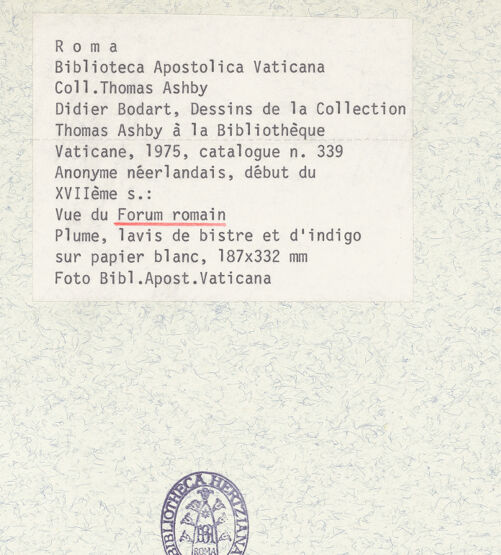 Roma
Biblioteca Apostolica Vaticana
Coll.Thomas Ashby
Didier Bodart, Dessins de la Collection
Thomas Ashby à la Bibliothèque
Vaticane, 1975, catalogue n. 339
Anonyme néerlandais, début du
XVIIème s.:
Vue du Forum romain
Plume, lavis de bistre et d'indigo
sur papier blanc, 187x332 mm
Foto Bibl.Apost.Vaticana
BIBLIOTHECA HERTZIANA
ROMA